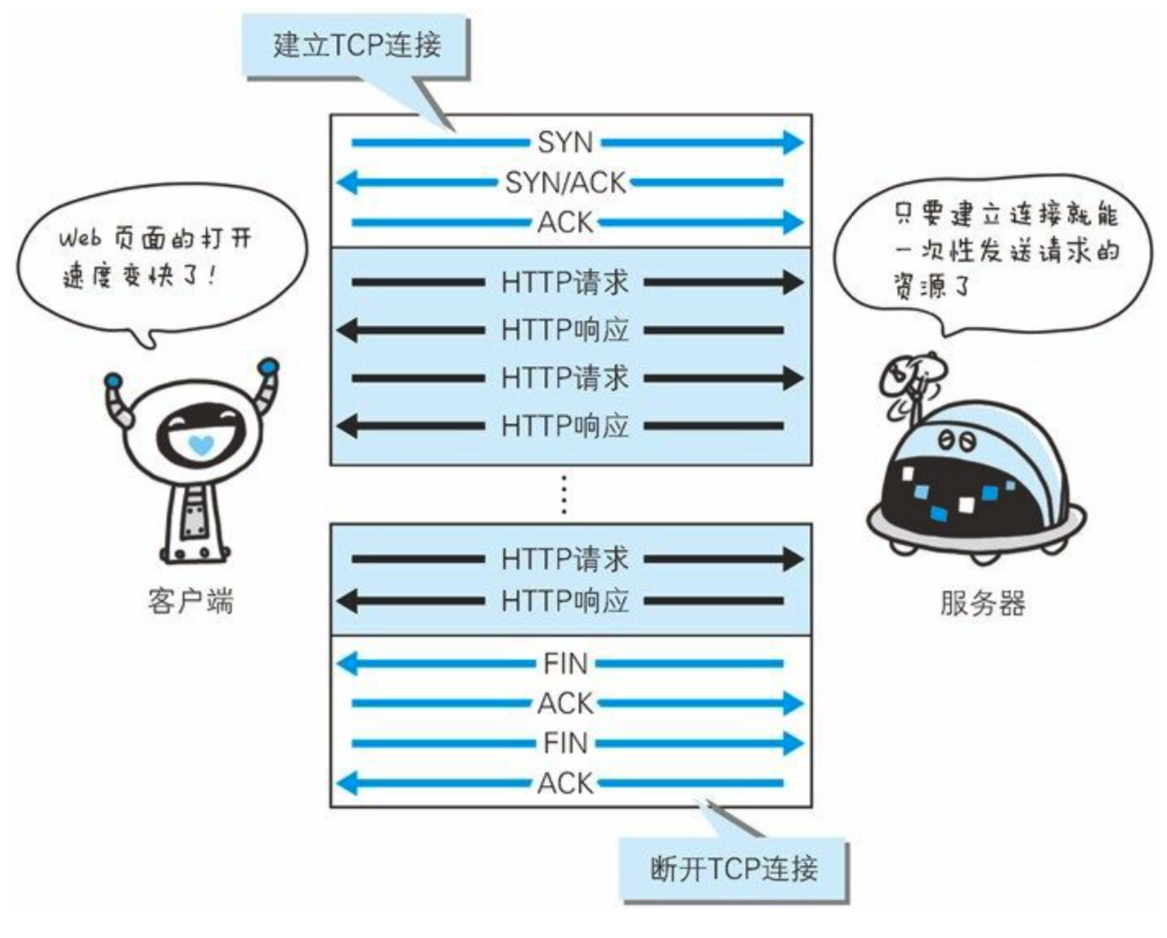 建立TCP连接
SYN
SYN/ACK
ACK
Web 页面的打开
速度变快了！
只要建立连接就能
一次性发送请求的
资源了
HTTP请求
HTTP响应
HTTP请求
HTTP响应
HTTP请求
HTTP响应
客户端
服务器
FIN
ACK
FIN
ACK
断开TCP连接